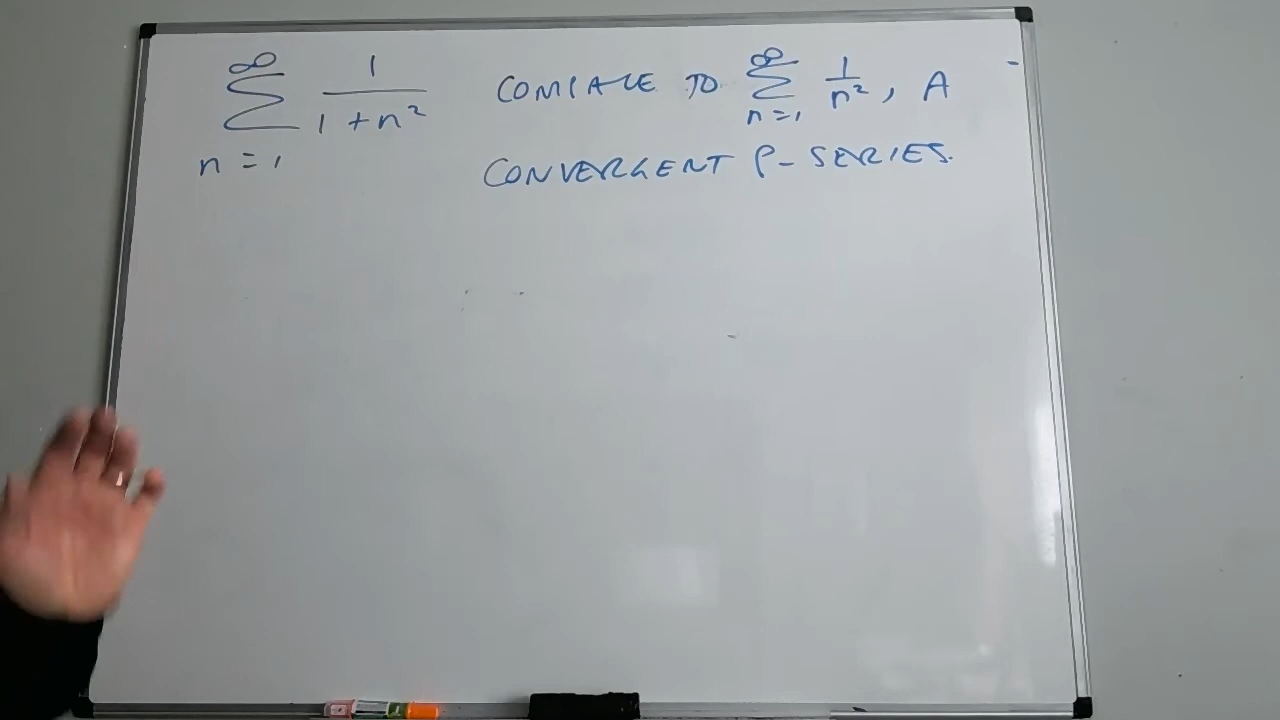 ∞ ∑ n=1 1/(1+n²) COMPARE TO ∞ ∑ n=1 1/n², A
CONVERGENT P-SERIES.